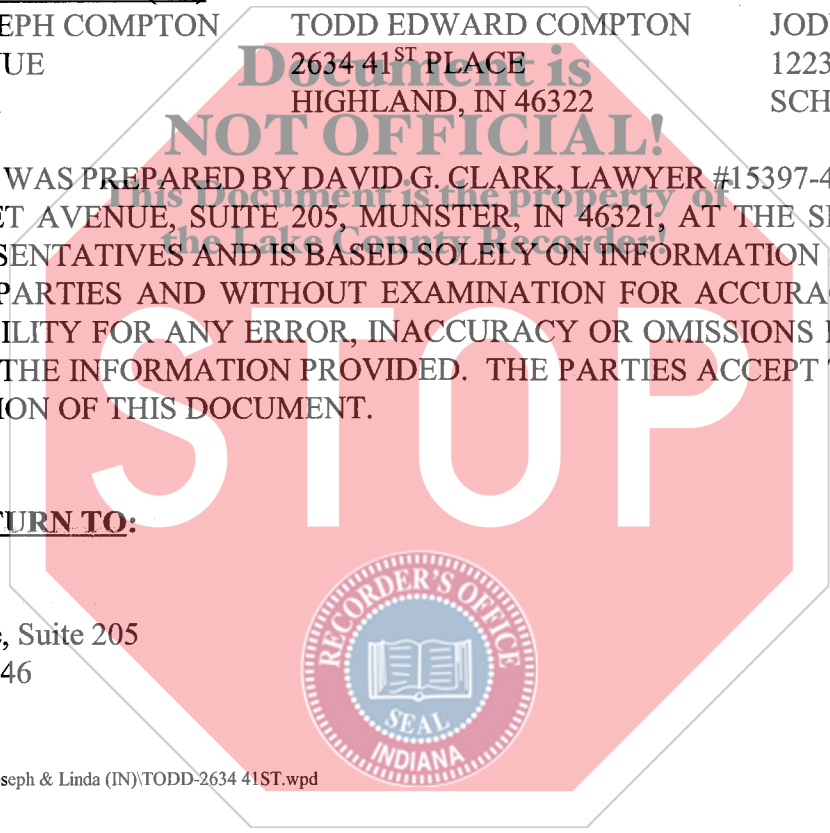 EPH COMPTON TODD EDWARD COMPTON JOD
UE 2634 41ST PLACE 1223
HIGHLAND, IN 46322 SCH
Document is
NOT OFFICIAL!
This Document is the property of
the Lake County Recorder!
WAS PREPARED BY DAVID G. CLARK, LAWYER #15397-4
ET AVENUE, SUITE 205, MUNSTER, IN 46321, AT THE
SENTATIVES AND IS BASED SOLELY ON INFORMATION
PARTIES AND WITHOUT EXAMINATION FOR ACCURA
ILITY FOR ANY ERROR, INACCURACY OR OMISSIONS
THE INFORMATION PROVIDED. THE PARTIES ACCEPT
ION OF THIS DOCUMENT.
STOP
TURN TO:
e, Suite 205
46
RECORDER'S OFFICE
SEAL
INDIANA
seph & Linda (IN)\TODD-2634 41ST.wpd